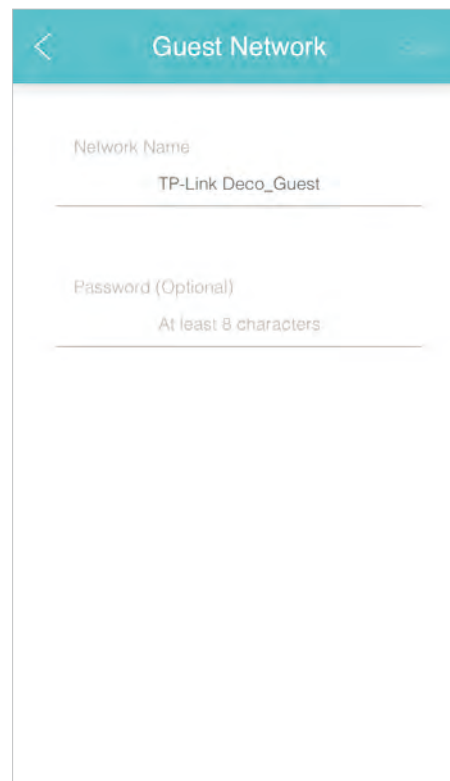 Guest Network
Network Name
TP-Link Deco_Guest
Password (Optional)
At least 8 characters